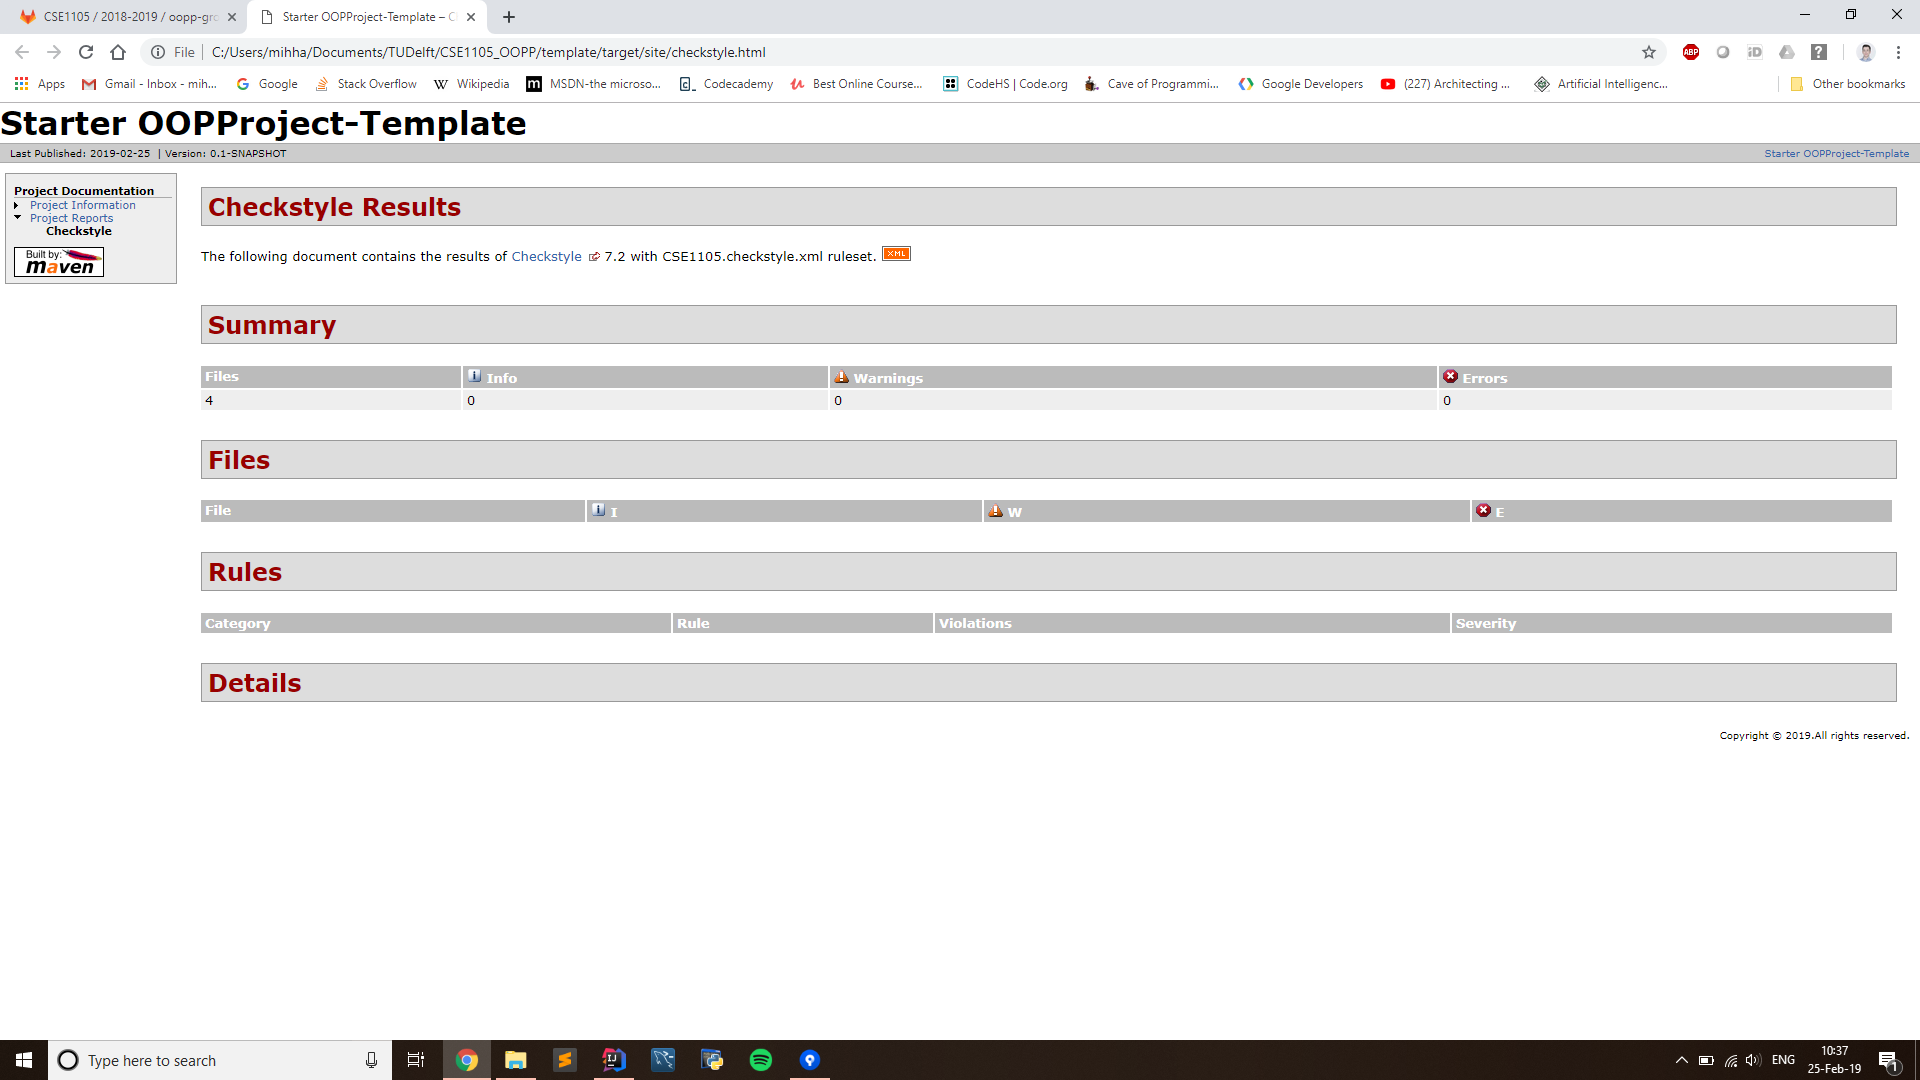 CSE1105 / 2018-2019 / oopp-gro
Starter OOPProject-Template – C
File
C:/Users/mihha/Documents/TUDelft/CSE1105_OOPP/template/target/site/checkstyle.html
ABP
iD
?
Apps
Gmail - Inbox - mih...
Google
Stack Overflow
Wikipedia
MSDN-the microso...
Codecademy
Best Online Course...
CodeHS | Code.org
Cave of Programmi...
Google Developers
(227) Architecting ...
Artificial Intelligenc...
Other bookmarks
Starter OOPProject-Template
Last Published: 2019-02-25 | Version: 0.1-SNAPSHOT
Starter OOPProject-Template
Project Documentation
Project Information
Project Reports
Checkstyle
Built by:
maven
Checkstyle Results
The following document contains the results of Checkstyle 7.2 with CSE1105.checkstyle.xml ruleset. XML
Summary
Files Info Warnings Errors
4 0 0 0
Files
File I W E
Rules
Category Rule Violations Severity
Details
Copyright © 2019.All rights reserved.
Type here to search
IJ
ENG
10:37
25-Feb-19
1